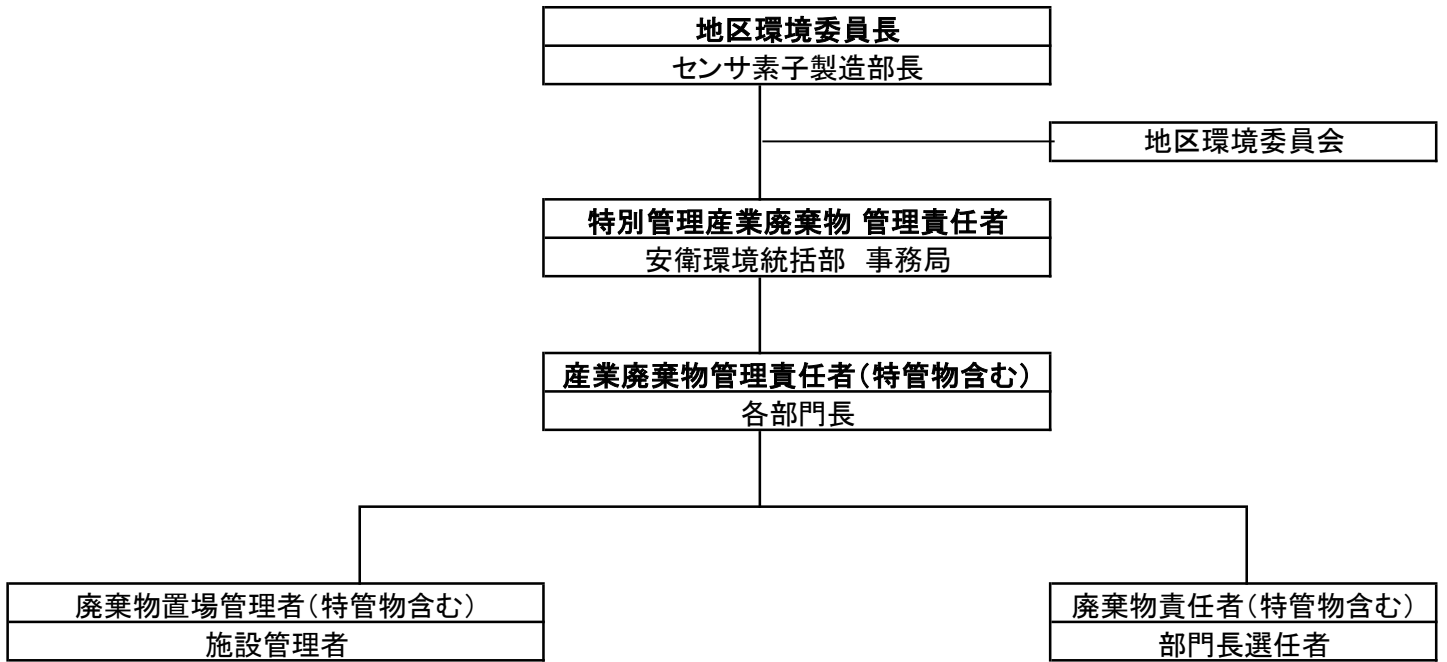 地区環境委員長
センサ素子製造部長
地区環境委員会
特別管理産業廃棄物 管理責任者
安衛環境統括部　事務局
産業廃棄物管理責任者（特管物含む）
各部門長
廃棄物置場管理者（特管物含む）
施設管理者
廃棄物責任者（特管物含む）
部門長選任者